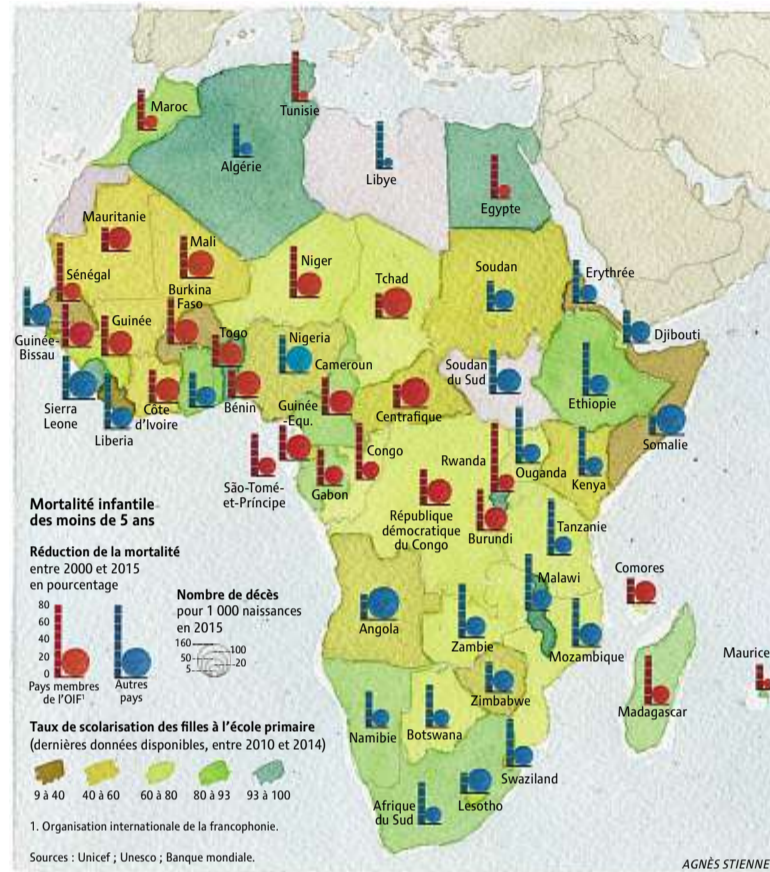 Maroc
Tunisie
Algérie
Libye
Egypte
Mauritanie
Mali
Niger
Tchad
Soudan
Erythrée
Sénégal
Burkina
Faso
Guinée
Togo
Nigeria
Djibouti
Guinée-
Bissau
Cameroun
Soudan
du Sud
Ethiopie
Sierra
Leone
Liberia
Côte
d'Ivoire
Bénin
Guinée
-Equ.
Centrafique
Somalie
Congo
Rwanda
Ouganda
Kenya
São-Tomé-
et-Príncipe
Gabon
République
démocratique
du Congo
Burundi
Tanzanie
Comores
Malawi
Angola
Zambie
Mozambique
Maurice
Zimbabwe
Madagascar
Namibie
Botswana
Swaziland
Afrique
du Sud
Lesotho
Mortalité infantile
des moins de 5 ans
Réduction de la mortalité
entre 2000 et 2015
en pourcentage
80
60
40
20
0
80
60
40
20
0
Pays membres
de l'OIF¹
Autres
pays
Nombre de décès
pour 1 000 naissances
en 2015
160
100
50
20
5
Taux de scolarisation des filles à l'école primaire
(dernières données disponibles, entre 2010 et 2014)
9 à 40
40 à 60
60 à 80
80 à 93
93 à 100
1. Organisation internationale de la francophonie.
Sources : Unicef ; Unesco ; Banque mondiale.
AGNÈS STIENNE